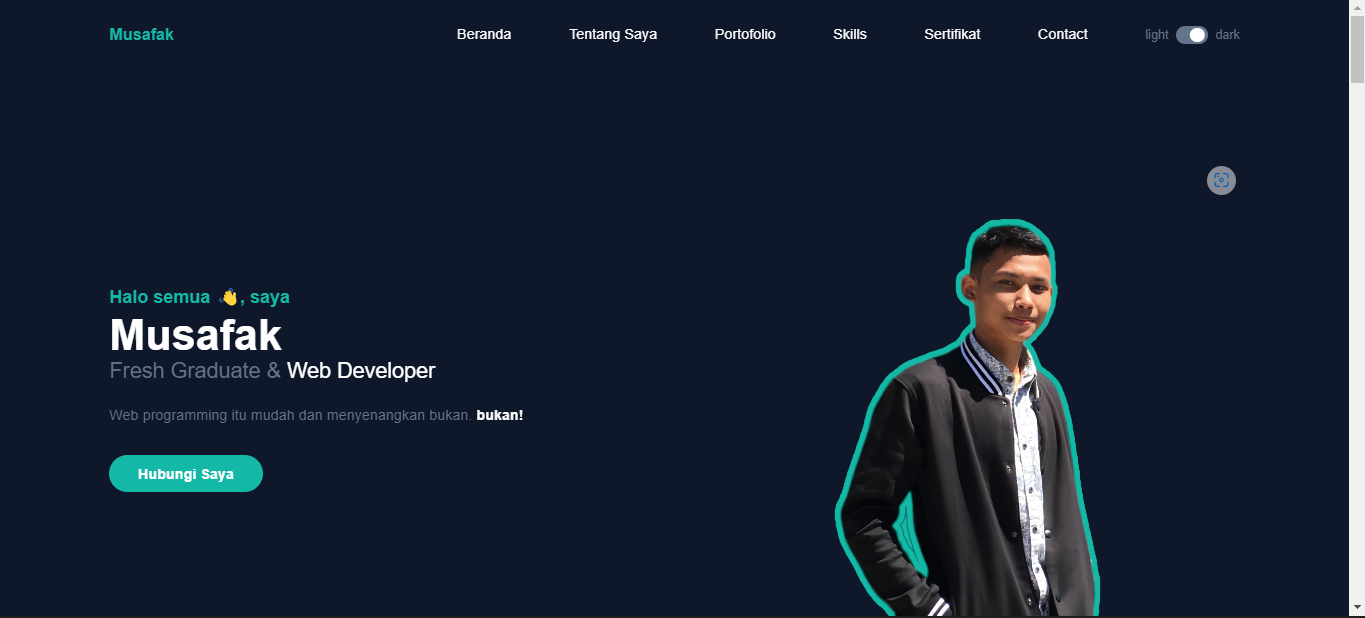 Musafak
Beranda
Tentang Saya
Portofolio
Skills
Sertifikat
Contact
light
dark
Halo semua 👋, saya
Musafak
Fresh Graduate & Web Developer
Web programming itu mudah dan menyenangkan bukan. bukan!
Hubungi Saya